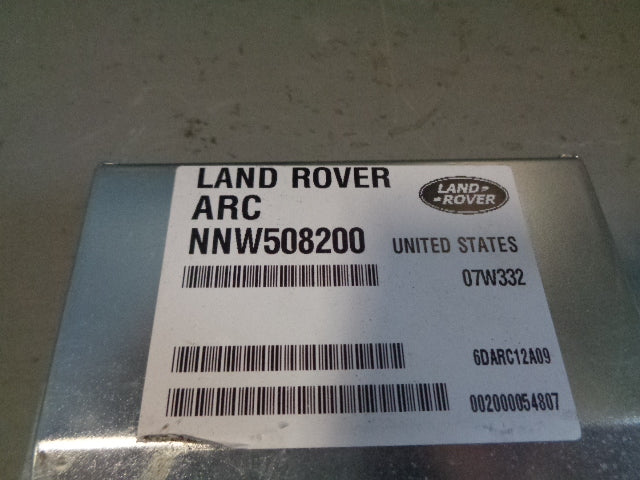 LAND ROVER
ARC
LAND-
-ROVER
NNW508200
UNITED STATES
07W332
6DARC12A09
002000054807